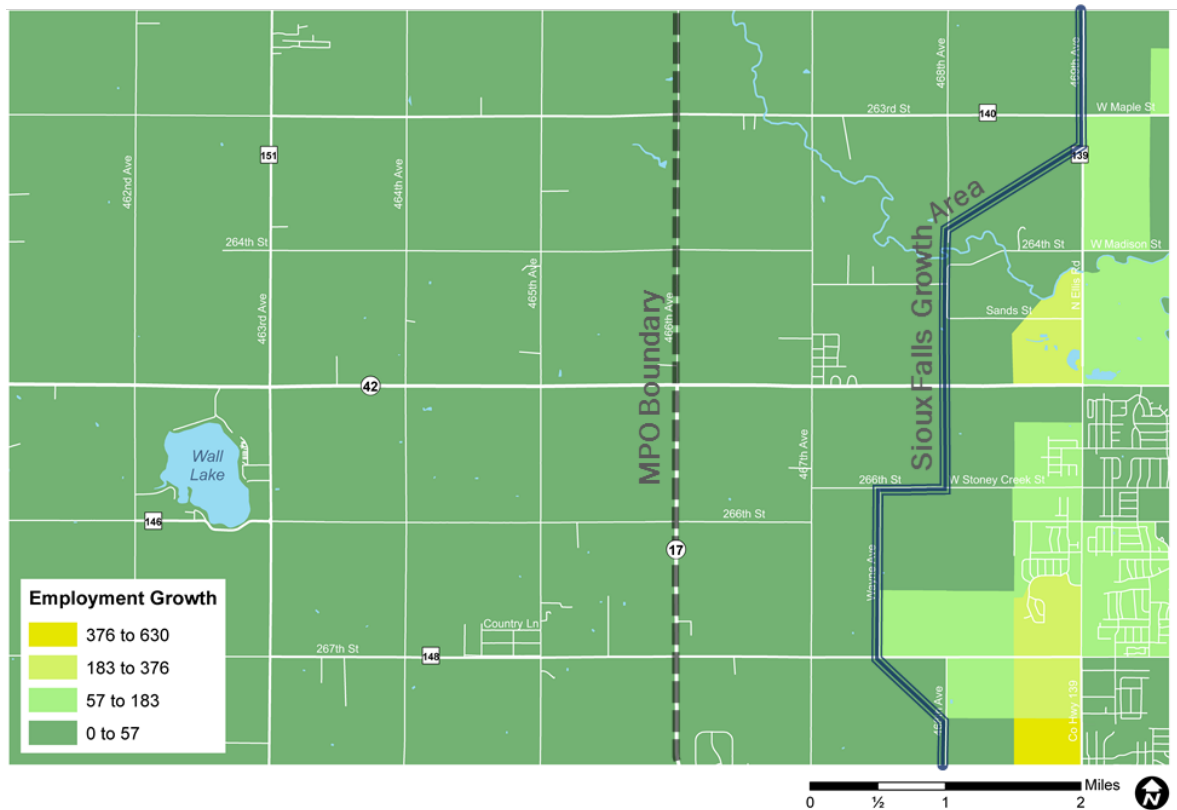 469th Ave
468th Ave
263rd St
140
W Maple St
151
139
462nd Ave
464th Ave
Area
264th St
264th St
W Madison St
465th Ave
466th Ave
N Ellis Rd
463rd Ave
Sands St
MPO Boundary
Sioux Falls Growth
42
467th Ave
Wall
Lake
266th St
W Stoney Creek St
146
266th St
17
Wayne Ave
Country Ln
267th St
148
Co Hwy 139
Employment Growth
376 to 630
183 to 376
57 to 183
0 to 57
Miles
0
½
1
2
N